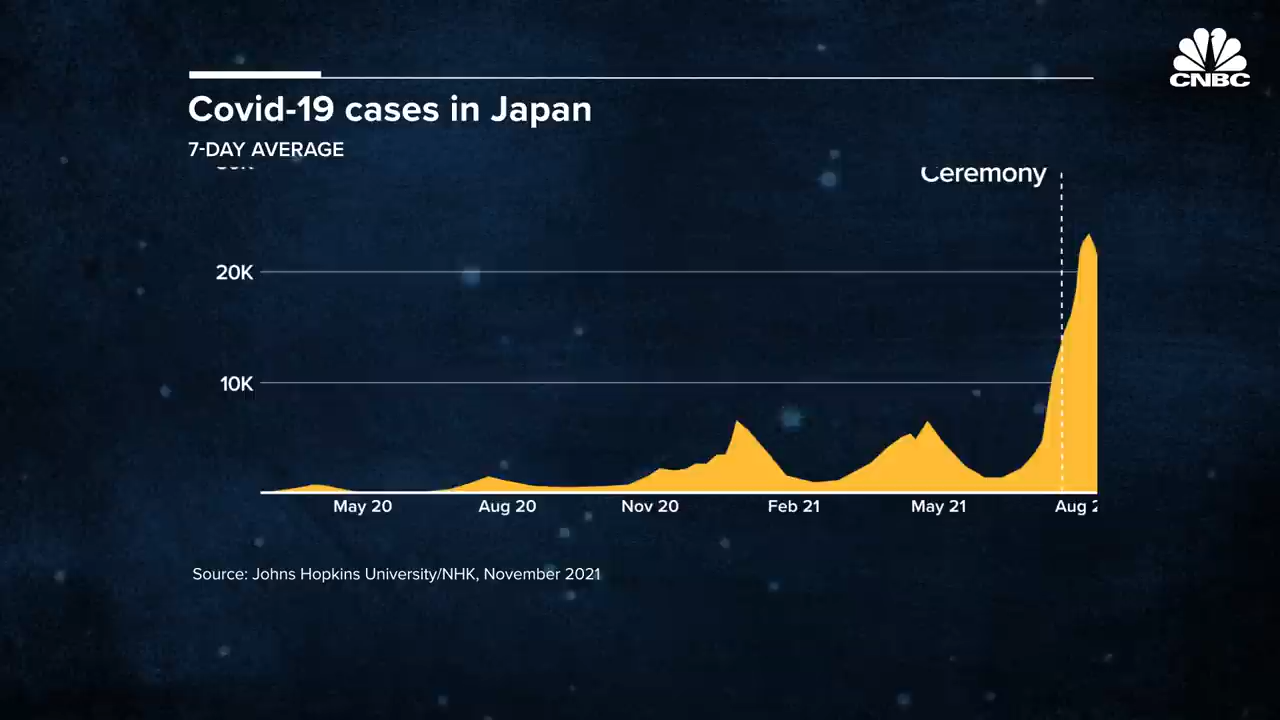 CNBC
Covid-19 cases in Japan
7-DAY AVERAGE
Ceremony
20K
10K
May 20
Aug 20
Nov 20
Feb 21
May 21
Aug
Source: Johns Hopkins University/NHK, November 2021